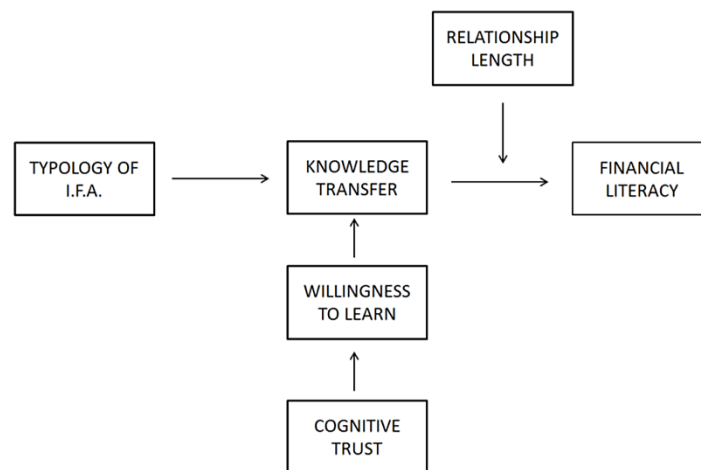 RELATIONSHIP
LENGTH
TYPOLOGY OF
I.F.A.
KNOWLEDGE
TRANSFER
FINANCIAL
LITERACY
WILLINGNESS
TO LEARN
COGNITIVE
TRUST